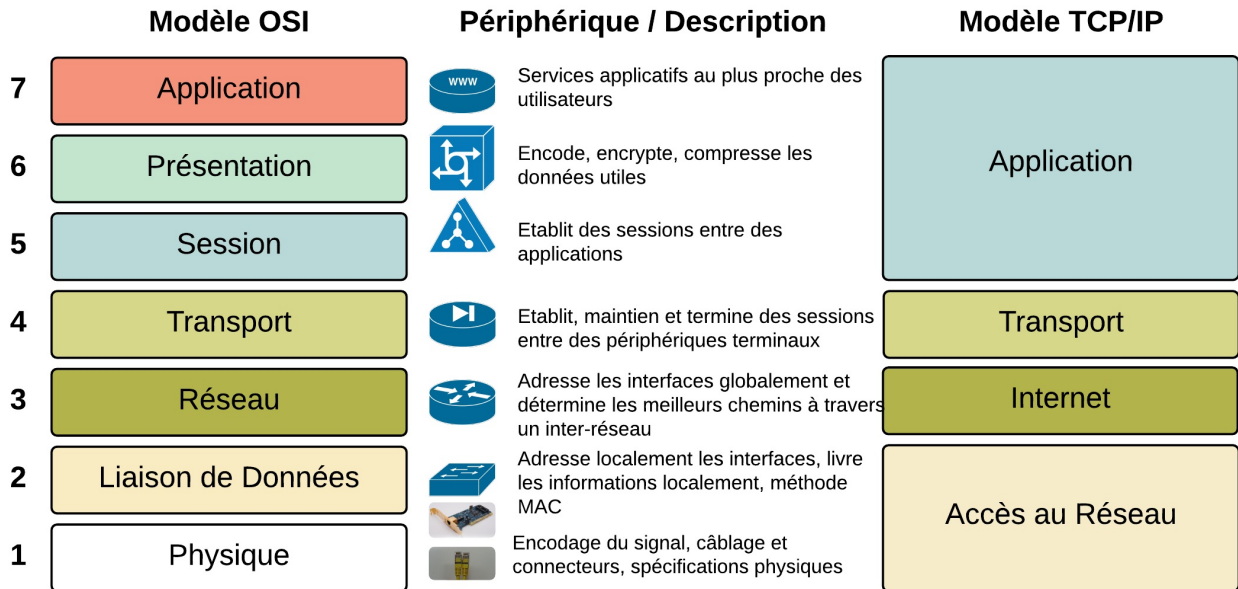 Modèle OSI
Périphérique / Description
Modèle TCP/IP
7
Application
www
Services applicatifs au plus proche des
utilisateurs
Application
6
Présentation
Encode, encrypte, compresse les
données utiles
5
Session
Etablit des sessions entre des
applications
4
Transport
Etablit, maintien et termine des sessions
entre des périphériques terminaux
Transport
3
Réseau
Adresse les interfaces globalement et
détermine les meilleurs chemins à travers
un inter-réseau
Internet
2
Liaison de Données
Adresse localement les interfaces, livre
les informations localement, méthode
MAC
Accès au Réseau
1
Physique
Encodage du signal, câblage et
connecteurs, spécifications physiques